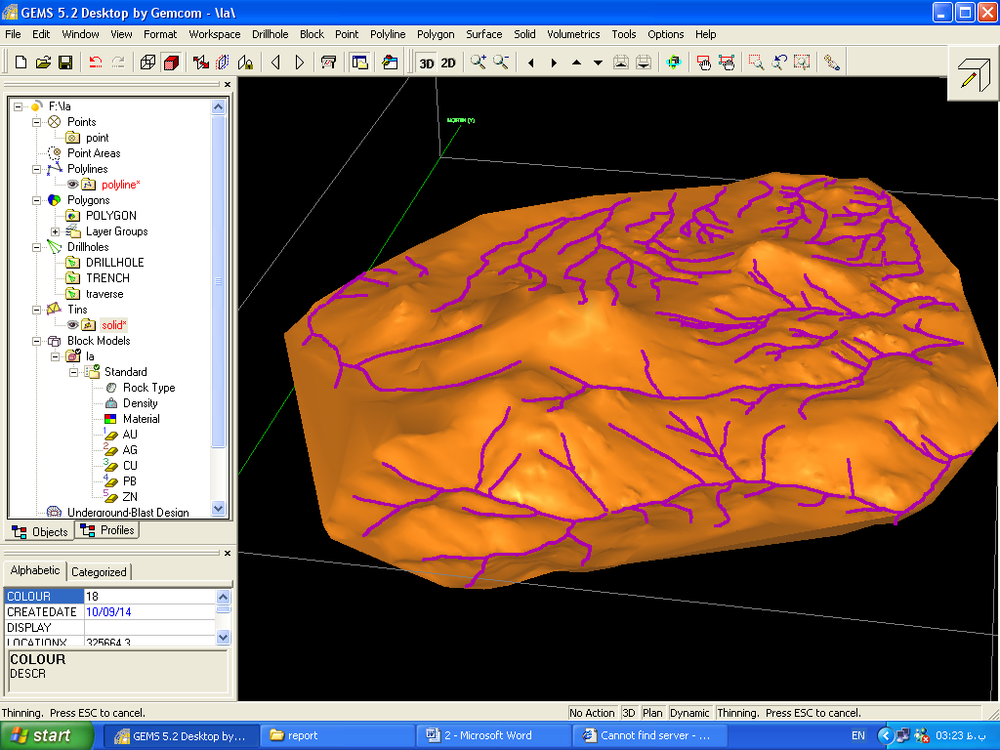 GEMS 5.2 Desktop by Gemcom - \la\
File Edit Window View Format Workspace Drillhole Block Point Polyline Polygon Surface Solid Volumetrics Tools Options Help
3D 2D
F:\la
Points
point
Point Areas
Polylines
polyline*
Polygons
POLYGON
Layer Groups
Drillholes
DRILLHOLE
TRENCH
traverse
Tins
solid*
Block Models
la
Standard
Rock Type
Density
Material
1 AU
2 AG
3 CU
4 PB
5 ZN
Underground-Blast Design
Objects Profiles
Alphabetic Categorized
COLOUR 18
CREATEDATE 10/09/14
DISPLAY
LOCATIONX 325664.3
COLOUR
DESCR
NORTH (Y)
Thinning. Press ESC to cancel. No Action 3D Plan Dynamic Thinning. Press ESC to cancel.
start GEMS 5.2 Desktop by... report 2 - Microsoft Word Cannot find server - ... EN 03:23 ب.ظ